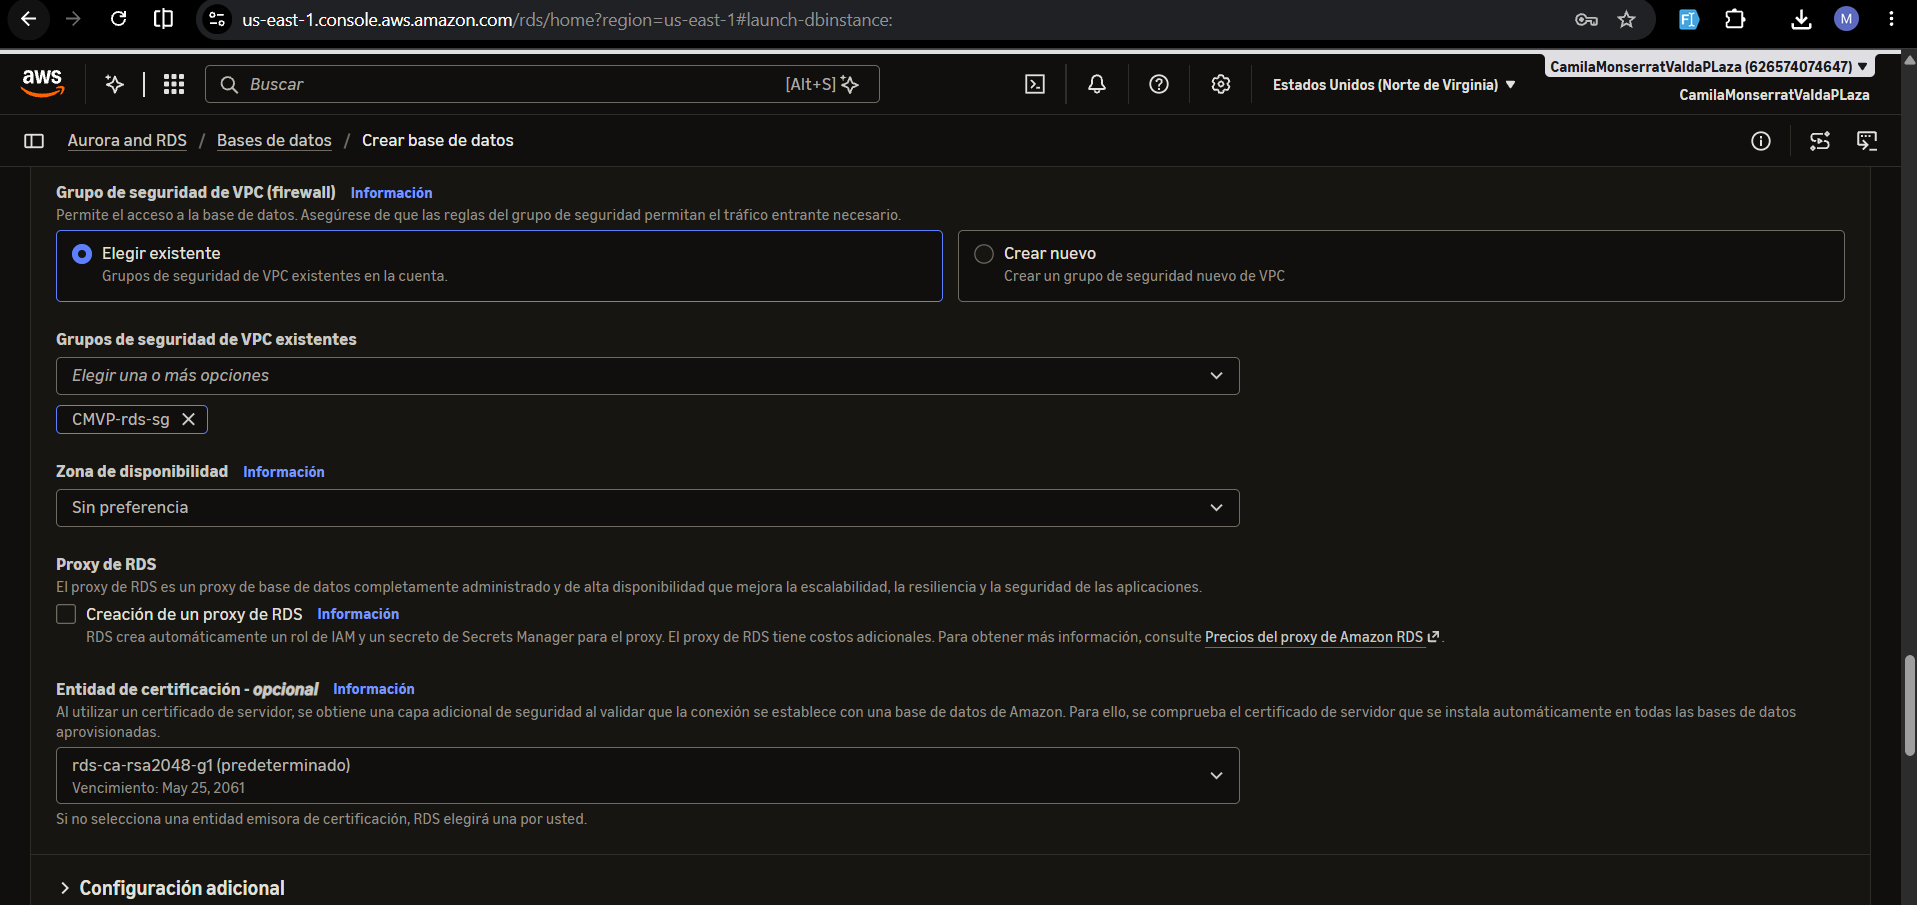 us-east-1.console.aws.amazon.com/rds/home?region=us-east-1#launch-dbinstance:
M
aws
Buscar
[Alt+S]
Estados Unidos (Norte de Virginia)
CamilaMonserratValdaPLaza (626574074647)
CamilaMonserratValdaPLaza
Aurora and RDS / Bases de datos / Crear base de datos
Grupo de seguridad de VPC (firewall) Información
Permite el acceso a la base de datos. Asegúrese de que las reglas del grupo de seguridad permitan el tráfico entrante necesario.
Elegir existente
Grupos de seguridad de VPC existentes en la cuenta.
Crear nuevo
Crear un grupo de seguridad nuevo de VPC
Grupos de seguridad de VPC existentes
Elegir una o más opciones
CMVP-rds-sg
Zona de disponibilidad Información
Sin preferencia
Proxy de RDS
El proxy de RDS es un proxy de base de datos completamente administrado y de alta disponibilidad que mejora la escalabilidad, la resiliencia y la seguridad de las aplicaciones.
Creación de un proxy de RDS Información
RDS crea automáticamente un rol de IAM y un secreto de Secrets Manager para el proxy. El proxy de RDS tiene costos adicionales. Para obtener más información, consulte Precios del proxy de Amazon RDS.
Entidad de certificación - opcional Información
Al utilizar un certificado de servidor, se obtiene una capa adicional de seguridad al validar que la conexión se establece con una base de datos de Amazon. Para ello, se comprueba el certificado de servidor que se instala automáticamente en todas las bases de datos
aprovisionadas.
rds-ca-rsa2048-g1 (predeterminado)
Vencimiento: May 25, 2061
Si no selecciona una entidad emisora de certificación, RDS elegirá una por usted.
Configuración adicional